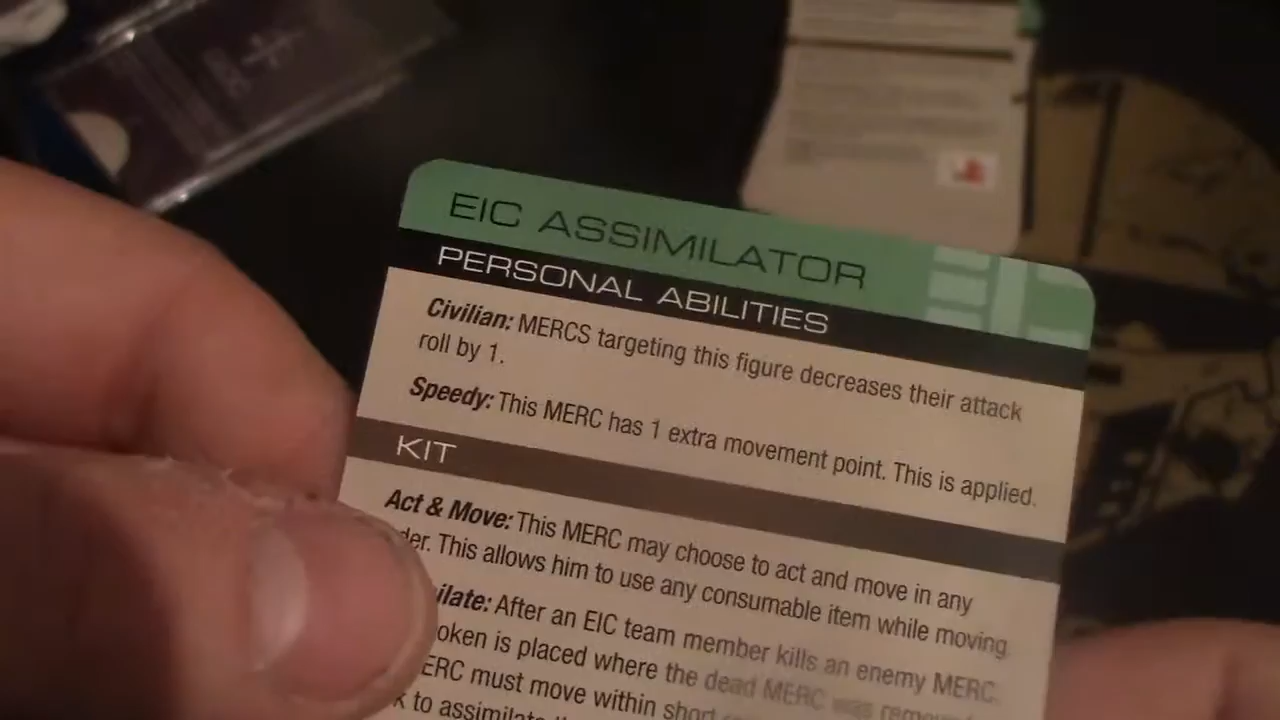 EIC ASSIMILATOR
PERSONAL ABILITIES
Civilian: MERCS targeting this figure decreases their attack
roll by 1.
Speedy: This MERC has 1 extra movement point. This is applied.
KIT
Act & Move: This MERC may choose to act and move in any
der. This allows him to use any consumable item while moving.
ilate: After an EIC team member kills an enemy MERC.
oken is placed where the dead MERC was
ERC must move within short
k to assimilate